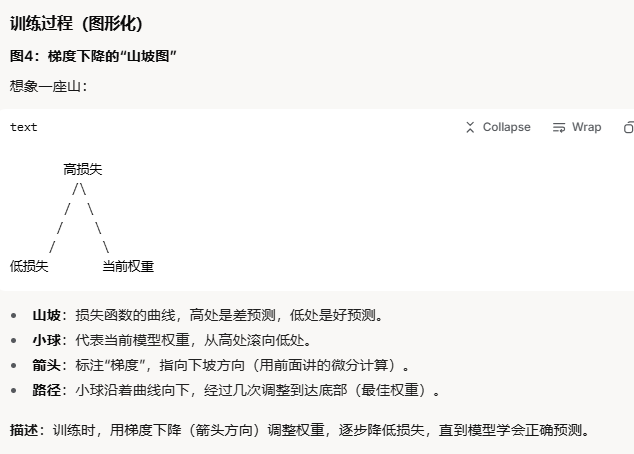 训练过程（图形化）
图4：梯度下降的“山坡图”
想象一座山：
text
Collapse
Wrap
高损失
/\
/  \
/    \
/      \
低损失       当前权重
山坡：损失函数的曲线，高处是差预测，低处是好预测。
小球：代表当前模型权重，从高处滚向低处。
箭头：标注“梯度”，指向下坡方向（用前面讲的微分计算）。
路径：小球沿着曲线向下，经过几次调整到达底部（最佳权重）。
描述：训练时，用梯度下降（箭头方向）调整权重，逐步降低损失，直到模型学会正确预测。